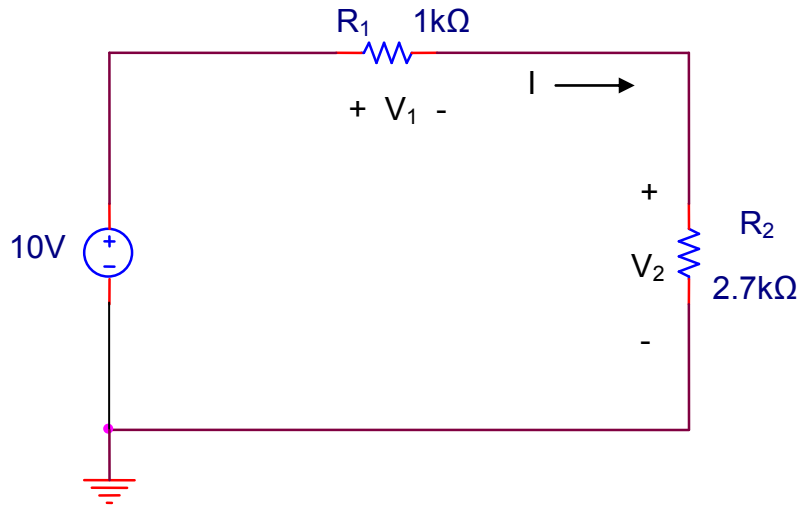 R₁ 1kΩ
I
+ V₁ -
+
10V
+
−
R₂
V₂
2.7kΩ
-